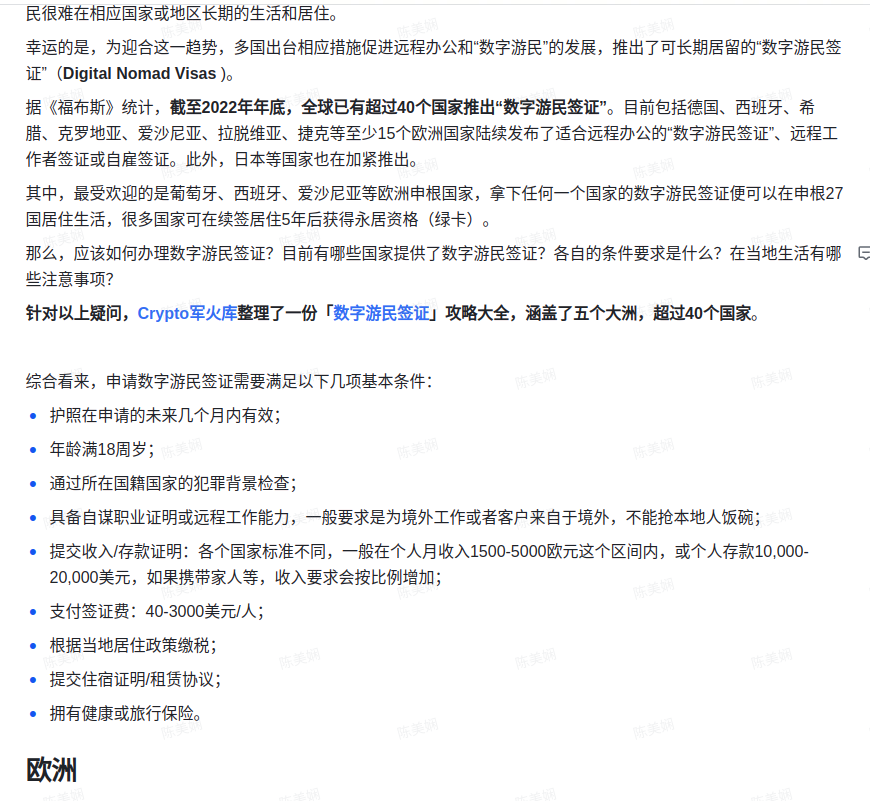 民很难在相应国家或地区长期的生活和居住。
幸运的是，为迎合这一趋势，多国出台相应措施促进远程办公和“数字游民”的发展，推出了可长期居留的“数字游民签
证”（Digital Nomad Visas )。
据《福布斯》统计，截至2022年年底，全球已有超过40个国家推出“数字游民签证”。目前包括德国、西班牙、希
腊、克罗地亚、爱沙尼亚、拉脱维亚、捷克等至少15个欧洲国家陆续发布了适合远程办公的“数字游民签证”、远程工
作者签证或自雇签证。此外，日本等国家也在加紧推出。
其中，最受欢迎的是葡萄牙、西班牙、爱沙尼亚等欧洲申根国家，拿下任何一个国家的数字游民签证便可以在申根27
国居住生活，很多国家可在续签居住5年后获得永居资格（绿卡）。
那么，应该如何办理数字游民签证？目前有哪些国家提供了数字游民签证？各自的条件要求是什么？在当地生活有哪
些注意事项？
针对以上疑问，Crypto军火库整理了一份「数字游民签证」攻略大全，涵盖了五个大洲，超过40个国家。
综合看来，申请数字游民签证需要满足以下几项基本条件：
• 护照在申请的未来几个月内有效；
• 年龄满18周岁；
• 通过所在国籍国家的犯罪背景检查；
• 具备自谋职业证明或远程工作能力，一般要求是为境外工作或者客户来自于境外，不能抢本地人饭碗；
• 提交收入/存款证明：各个国家标准不同，一般在个人月收入1500-5000欧元这个区间内，或个人存款10,000-
20,000美元，如果携带家人等，收入要求会按比例增加；
• 支付签证费：40-3000美元/人；
• 根据当地居住政策缴税；
• 提交住宿证明/租赁协议；
• 拥有健康或旅行保险。
欧洲